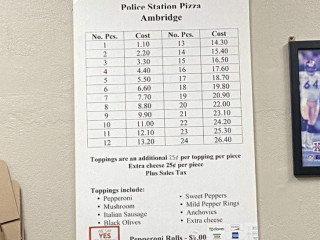 Police Station Pizza
Ambridge
No. Pcs. Cost No. Pcs. Cost
1 1.10 13 14.30
2 2.20 14 15.40
3 3.30 15 16.50
4 4.40 16 17.60
5 5.50 17 18.70
6 6.60 18 19.80
7 7.70 19 20.90
8 8.80 20 22.00
9 9.90 21 23.10
10 11.00 22 24.20
11 12.10 23 25.30
12 13.20 24 26.40
Toppings are an additional 25¢ per topping per piece
Extra cheese 25¢ per piece
Plus Sales Tax
Toppings include:
• Pepperoni • Sweet Peppers
• Mushroom • Mild Pepper Rings
• Italian Sausage • Anchovies
• Black Olives • Extra cheese
YES
Pepperoni Rolls - $9.00
64